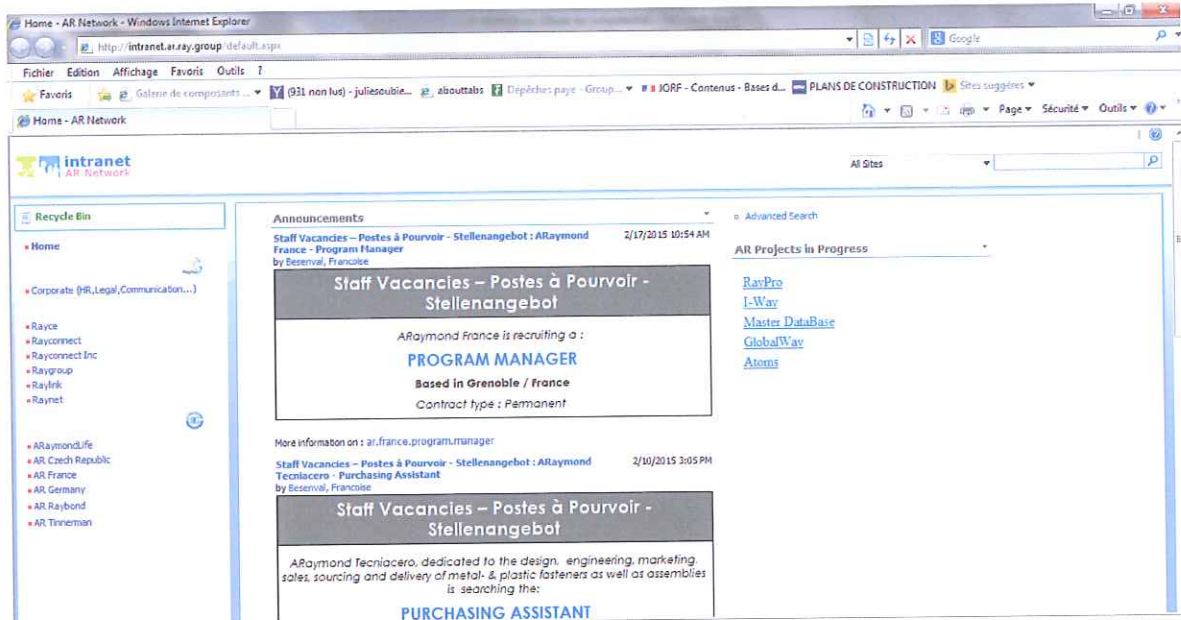 Home - AR Network - Windows Internet Explorer
http://intranet.ar.ray.group/default.aspx
Google
Fichier Edition Affichage Favoris Outils ?
Favoris Galerie de composants ... (931 non lus) - juliesoubie... abouttabs Dépêches paye - Group... JORF - Contenus - Bases d... PLANS DE CONSTRUCTION Sites suggérés
Home - AR Network
Page Sécurité Outils
intranet
AR Network
All Sites
Recycle Bin
Home
Corporate (HR,Legal,Communication,...)
Rayce
Rayconnect
Rayconnect Inc
Raygroup
Raylink
Raynet
ARaymondLife
AR Czech Republic
AR France
AR Germany
AR Raybond
AR Tinnerman
Announcements
Staff Vacancies – Postes à Pourvoir - Stellenangebot : ARaymond 2/17/2015 10:54 AM
France - Program Manager
by Besenval, Francoise
Staff Vacancies – Postes à Pourvoir -
Stellenangebot
ARaymond France is recruiting a :
PROGRAM MANAGER
Based in Grenoble / France
Contract type : Permanent
More information on : ar.france.program.manager
Staff Vacancies – Postes à Pourvoir - Stellenangebot : ARaymond 2/10/2015 3:05 PM
Tecniacero - Purchasing Assistant
by Besenval, Francoise
Staff Vacancies – Postes à Pourvoir -
Stellenangebot
ARaymond Tecniacero, dedicated to the design, engineering, marketing,
sales, sourcing and delivery of metal- & plastic fasteners as well as assemblies
is searching the:
PURCHASING ASSISTANT
Advanced Search
AR Projects in Progress
RayPro
I-Way
Master DataBase
GlobalWay
Atoms